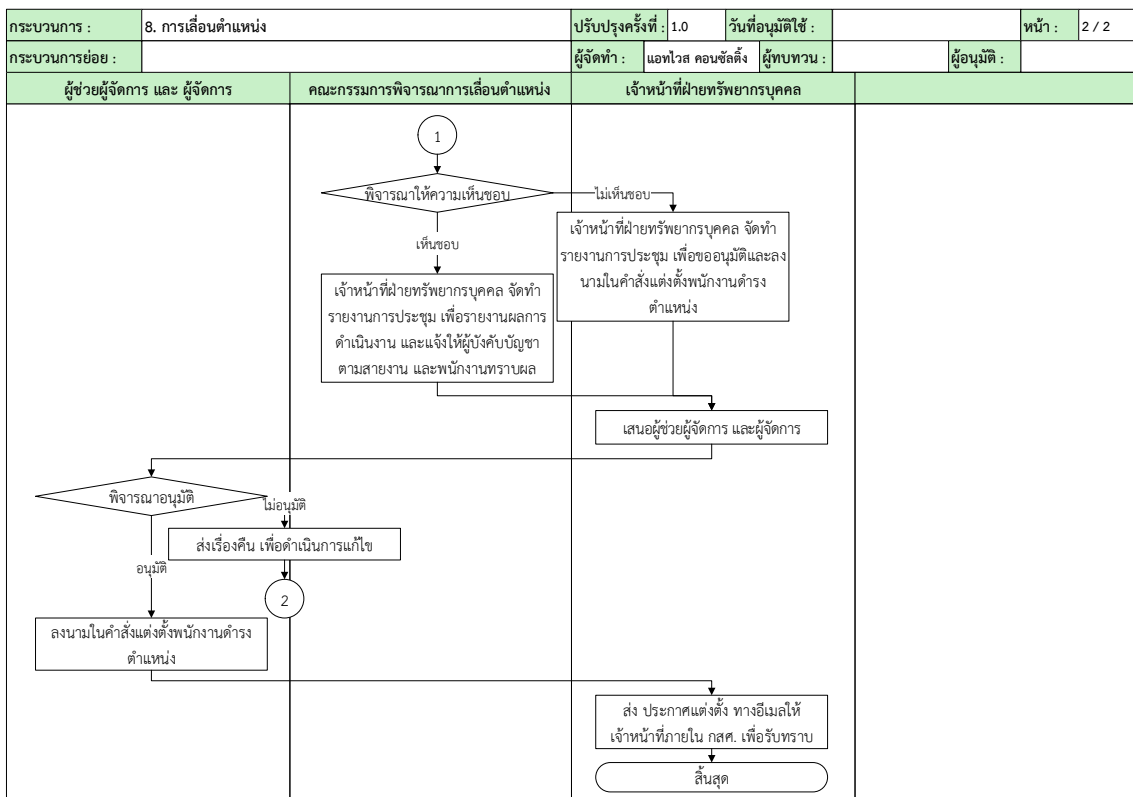 กระบวนการ : 8. การเลื่อนตำแหน่ง ปรับปรุงครั้งที่ : 1.0 วันที่อนุมัติใช้ : หน้า : 2 / 2
กระบวนการย่อย : ผู้จัดทำ : แอทไวส คอนซัลติ้ง ผู้ทบทวน : ผู้อนุมัติ :
ผู้ช่วยผู้จัดการ และ ผู้จัดการ คณะกรรมการพิจารณาการเลื่อนตำแหน่ง เจ้าหน้าที่ฝ่ายทรัพยากรบุคคล
1
พิจารณาให้ความเห็นชอบ
ไม่เห็นชอบ
เห็นชอบ
เจ้าหน้าที่ฝ่ายทรัพยากรบุคคล จัดทำ
รายงานการประชุม เพื่อขออนุมัติและลง
นามในคำสั่งแต่งตั้งพนักงานดำรง
ตำแหน่ง
เจ้าหน้าที่ฝ่ายทรัพยากรบุคคล จัดทำ
รายงานการประชุม เพื่อรายงานผลการ
ดำเนินงาน และแจ้งให้ผู้บังคับบัญชา
ตามสายงาน และพนักงานทราบผล
เสนอผู้ช่วยผู้จัดการ และผู้จัดการ
พิจารณาอนุมัติ
ไม่อนุมัติ
ส่งเรื่องคืน เพื่อดำเนินการแก้ไข
อนุมัติ
2
ลงนามในคำสั่งแต่งตั้งพนักงานดำรง
ตำแหน่ง
ส่ง ประกาศแต่งตั้ง ทางอีเมลให้
เจ้าหน้าที่ภายใน กสศ. เพื่อรับทราบ
สิ้นสุด